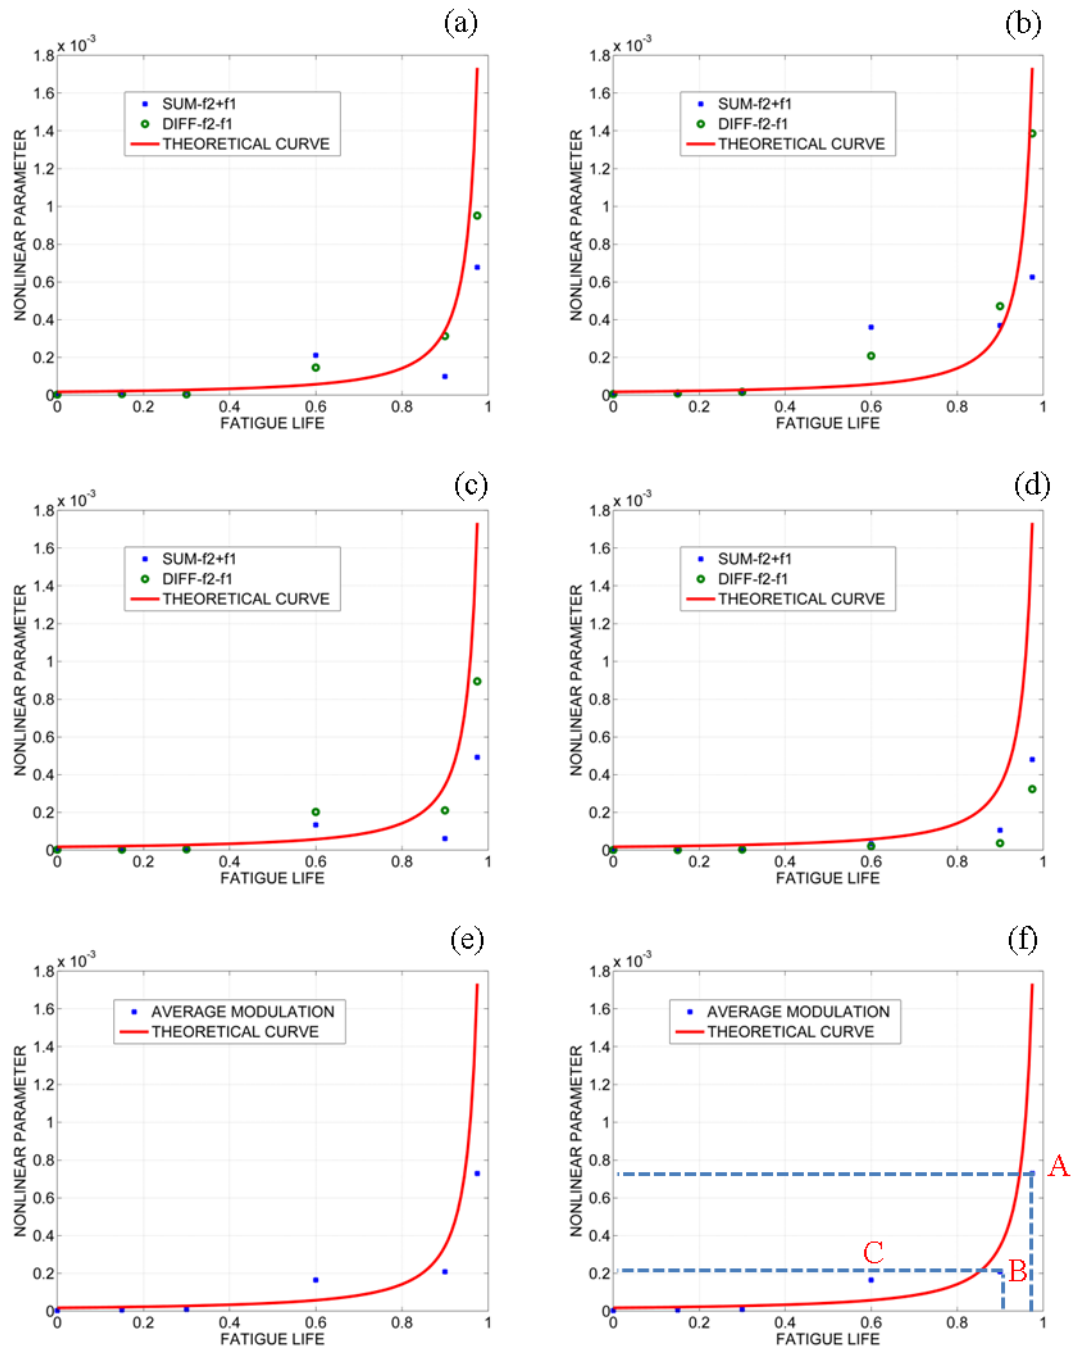 (a)
x 10-3
1.8
1.6
1.4
1.2
1
0.8
0.6
0.4
0.2
0
NONLINEAR PARAMETER
SUM-f2+f1
DIFF-f2-f1
THEORETICAL CURVE
0 0.2 0.4 0.6 0.8 1
FATIGUE LIFE
(b)
x 10-3
1.8
1.6
1.4
1.2
1
0.8
0.6
0.4
0.2
0
NONLINEAR PARAMETER
SUM-f2+f1
DIFF-f2-f1
THEORETICAL CURVE
0 0.2 0.4 0.6 0.8 1
FATIGUE LIFE
(c)
x 10-3
1.8
1.6
1.4
1.2
1
0.8
0.6
0.4
0.2
0
NONLINEAR PARAMETER
SUM-f2+f1
DIFF-f2-f1
THEORETICAL CURVE
0 0.2 0.4 0.6 0.8 1
FATIGUE LIFE
(d)
x 10-3
1.8
1.6
1.4
1.2
1
0.8
0.6
0.4
0.2
0
NONLINEAR PARAMETER
SUM-f2+f1
DIFF-f2-f1
THEORETICAL CURVE
0 0.2 0.4 0.6 0.8 1
FATIGUE LIFE
(e)
x 10-3
1.8
1.6
1.4
1.2
1
0.8
0.6
0.4
0.2
0
NONLINEAR PARAMETER
AVERAGE MODULATION
THEORETICAL CURVE
0 0.2 0.4 0.6 0.8 1
FATIGUE LIFE
(f)
x 10-3
1.8
1.6
1.4
1.2
1
0.8
0.6
0.4
0.2
0
NONLINEAR PARAMETER
AVERAGE MODULATION
THEORETICAL CURVE
A
C
B
0 0.2 0.4 0.6 0.8 1
FATIGUE LIFE